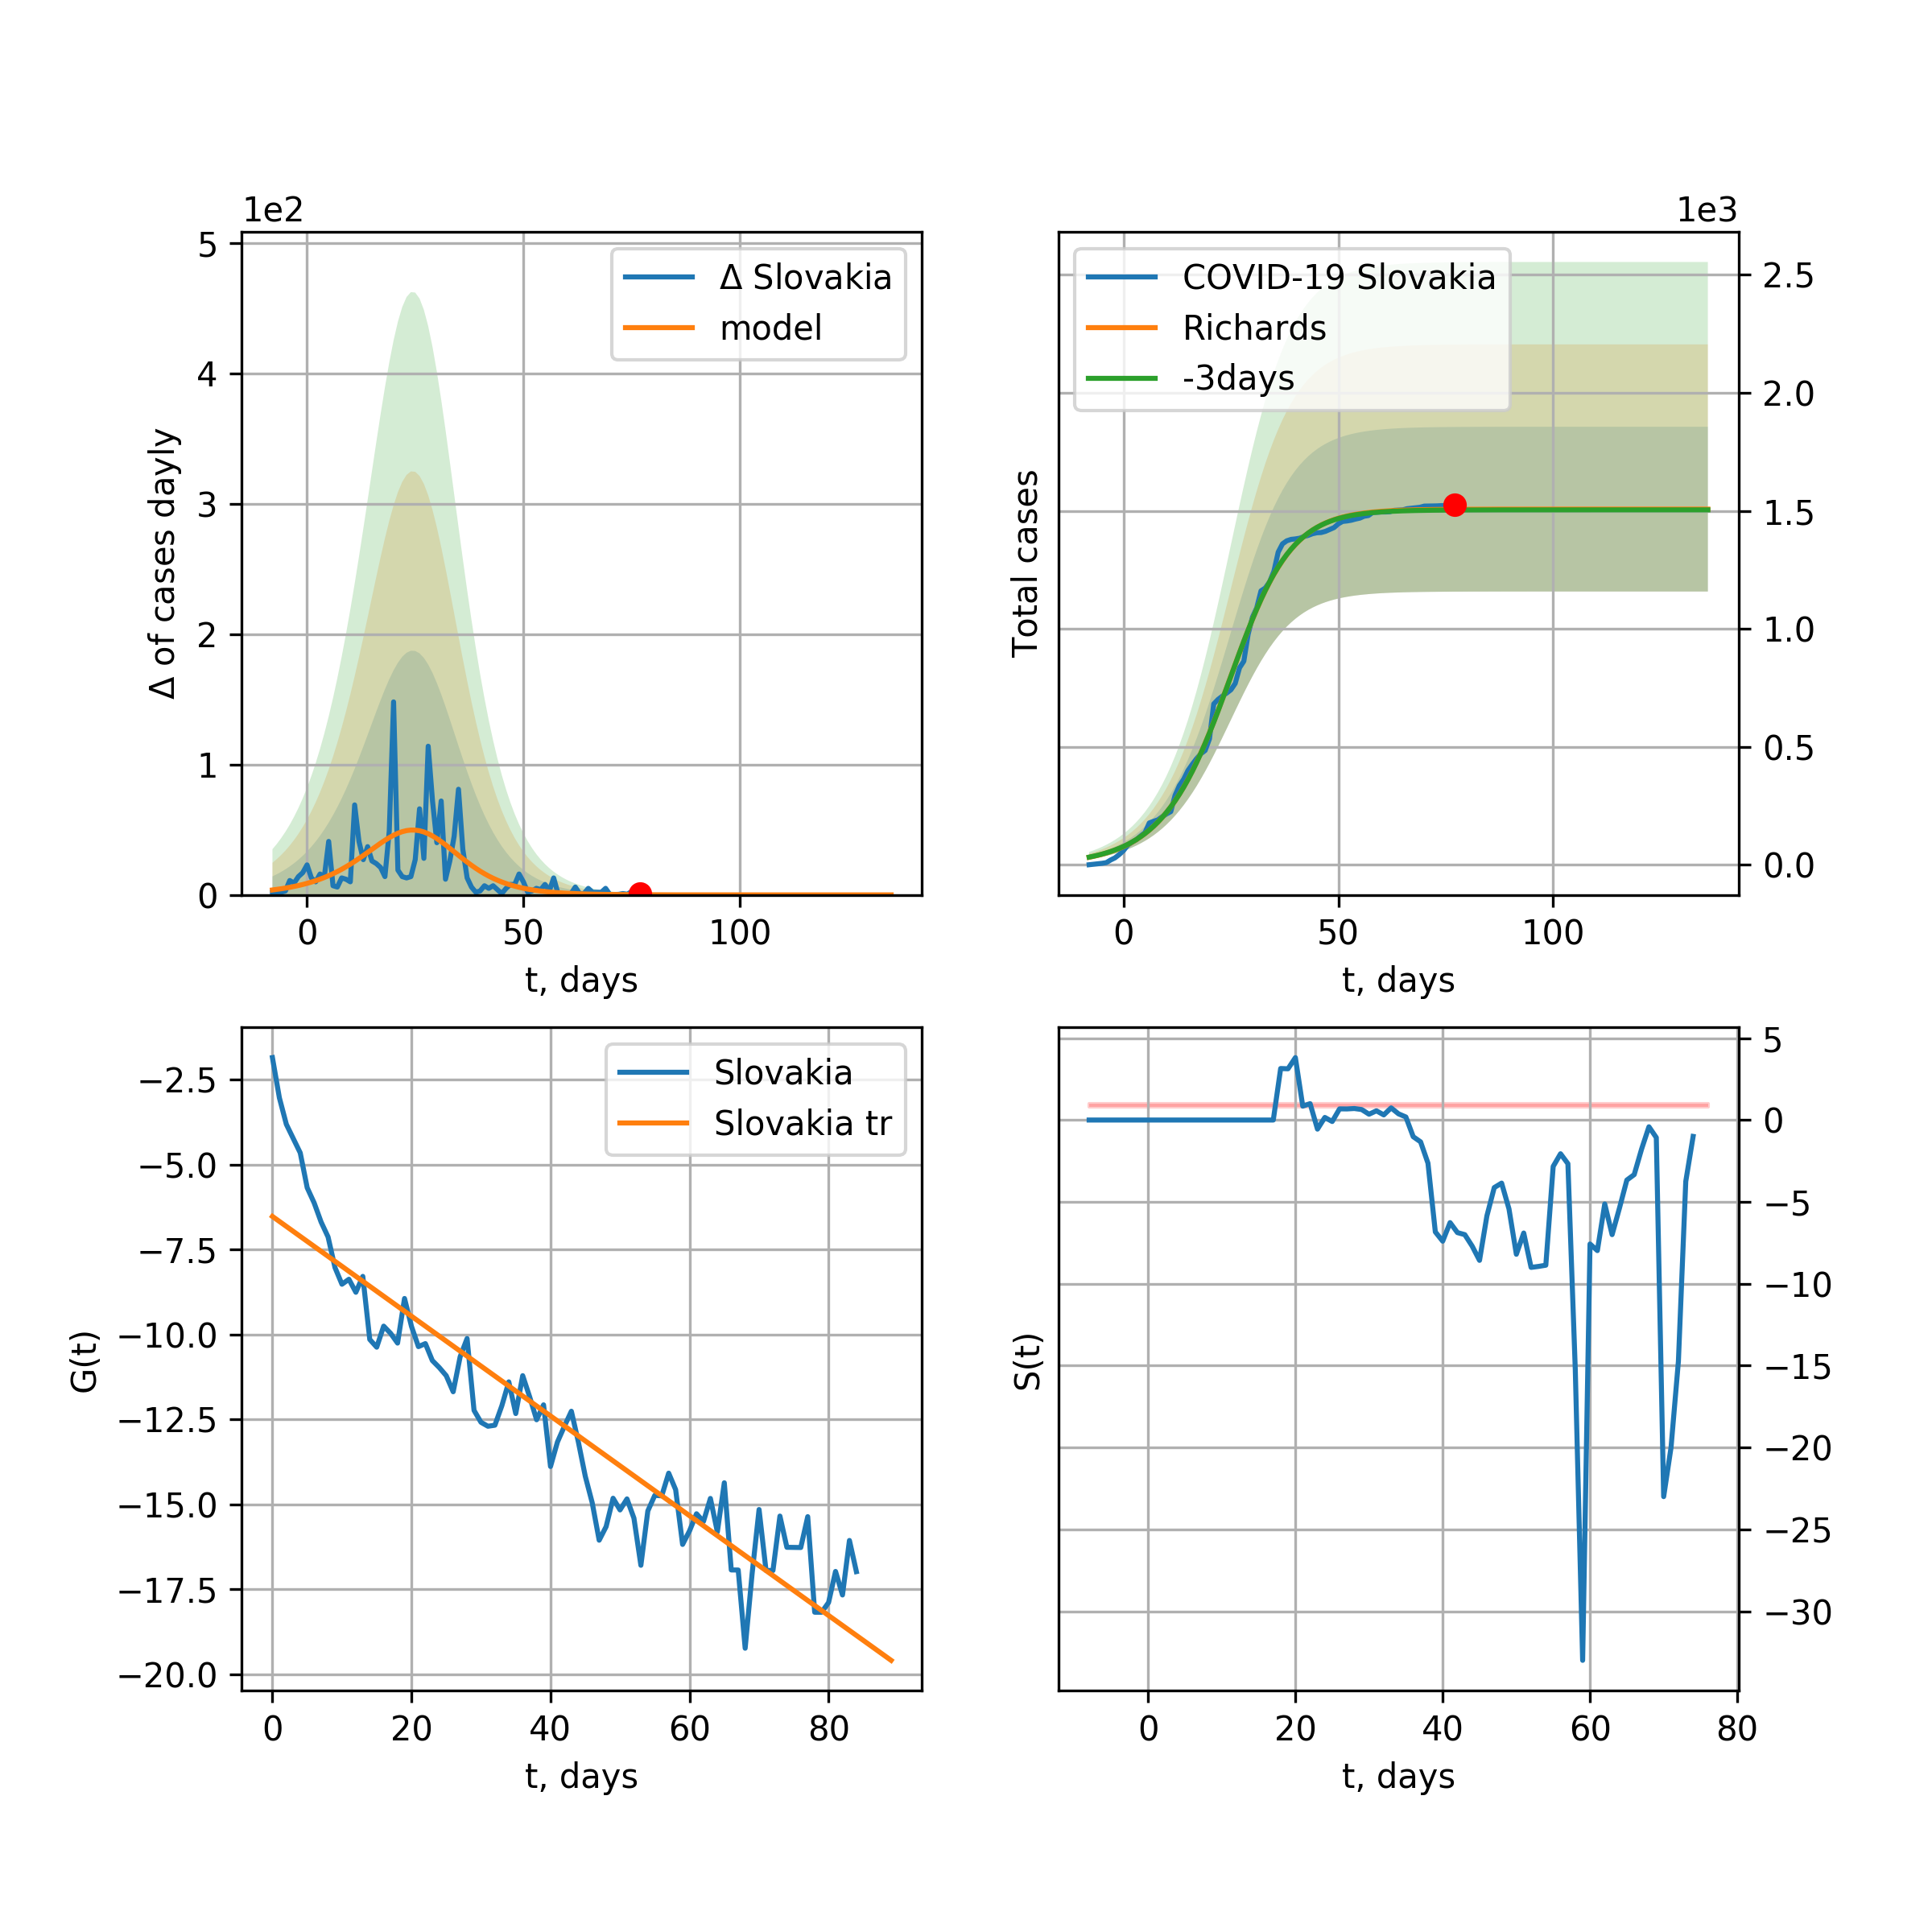 1e2
5
4
3
2
1
0
Δ of cases dayly
Δ Slovakia
model
0 50 100
t, days
1e3
COVID-19 Slovakia
Richards
-3days
Total cases
2.5
2.0
1.5
1.0
0.5
0.0
0 50 100
t, days
−2.5
−5.0
−7.5
−10.0
−12.5
−15.0
−17.5
−20.0
G(t)
Slovakia
Slovakia tr
0 20 40 60 80
t, days
S(t)
5
0
−5
−10
−15
−20
−25
−30
0 20 40 60 80
t, days